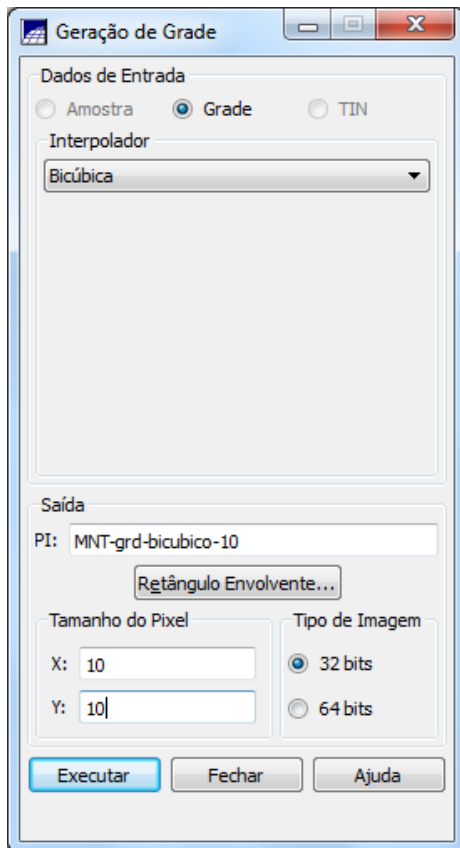 Geração de Grade
Dados de Entrada
Amostra Grade TIN
Interpolador
Bicúbica
Saída
PI: MNT-grd-bicubico-10
Retângulo Envolvente...
Tamanho do Pixel Tipo de Imagem
X: 10 32 bits
Y: 10 64 bits
Executar Fechar Ajuda